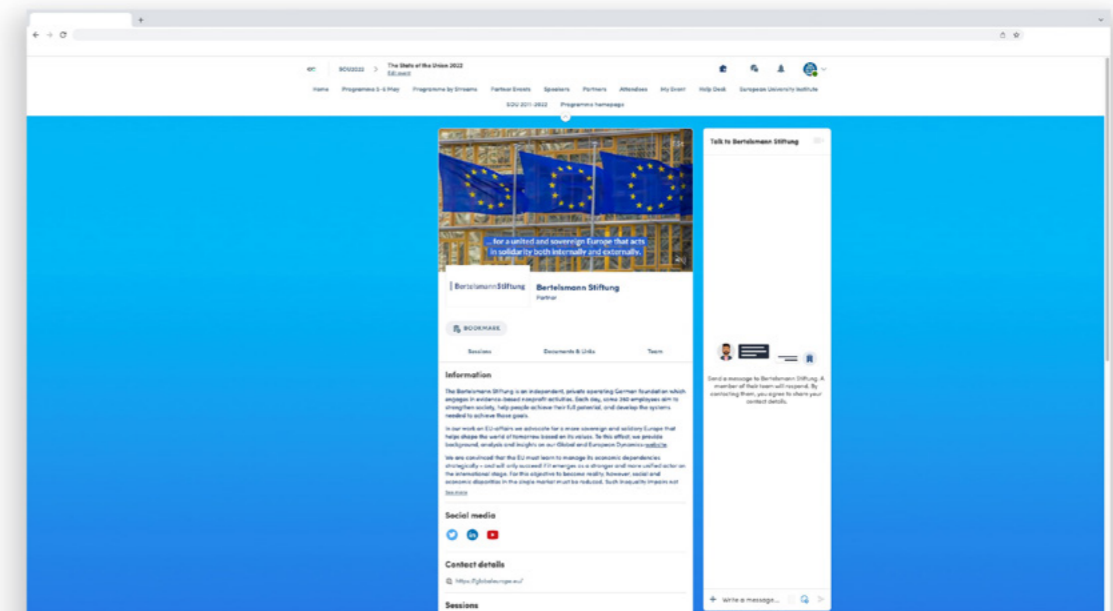 SOU2022 > The State of the Union 2022
Edit event
Home Programme 5-6 May Programme by Streams Partner Events Speakers Partners Attendees My Event Help Desk European University Institute
SOU 2011-2022 Programme homepage
... for a united and sovereign Europe that acts
in solidarity both internally and externally.
BertelsmannStiftung
Bertelsmann Stiftung
Partner
BOOKMARK
Sessions Documents & Links Team
Information
The Bertelsmann Stiftung is an independent, private operating German foundation which
engages in evidence-based nonprofit activities. Each day, some 380 employees aim to
strengthen society, help people achieve their full potential, and develop the systems
needed to achieve these goals.
In our work on EU-affairs we advocate for a more sovereign and solidary Europe that
helps shape the world of tomorrow based on its values. To this effect we provide
background, analysis and insights on our Global and European Dynamics website.
We are convinced that the EU must learn to manage its economic dependencies
strategically – and will only succeed if it emerges as a stronger and more unified actor on
the international stage. For this objective to become reality however, social and
economic disparities in the single market must be reduced. Such inequality impairs not
See more
Social media
Contact details
https://globaleurope.eu/
Sessions
Talk to Bertelsmann Stiftung
Send a message to Bertelsmann Stiftung. A
member of their team will respond. By
contacting them, you agree to share your
contact details.
Write a message...